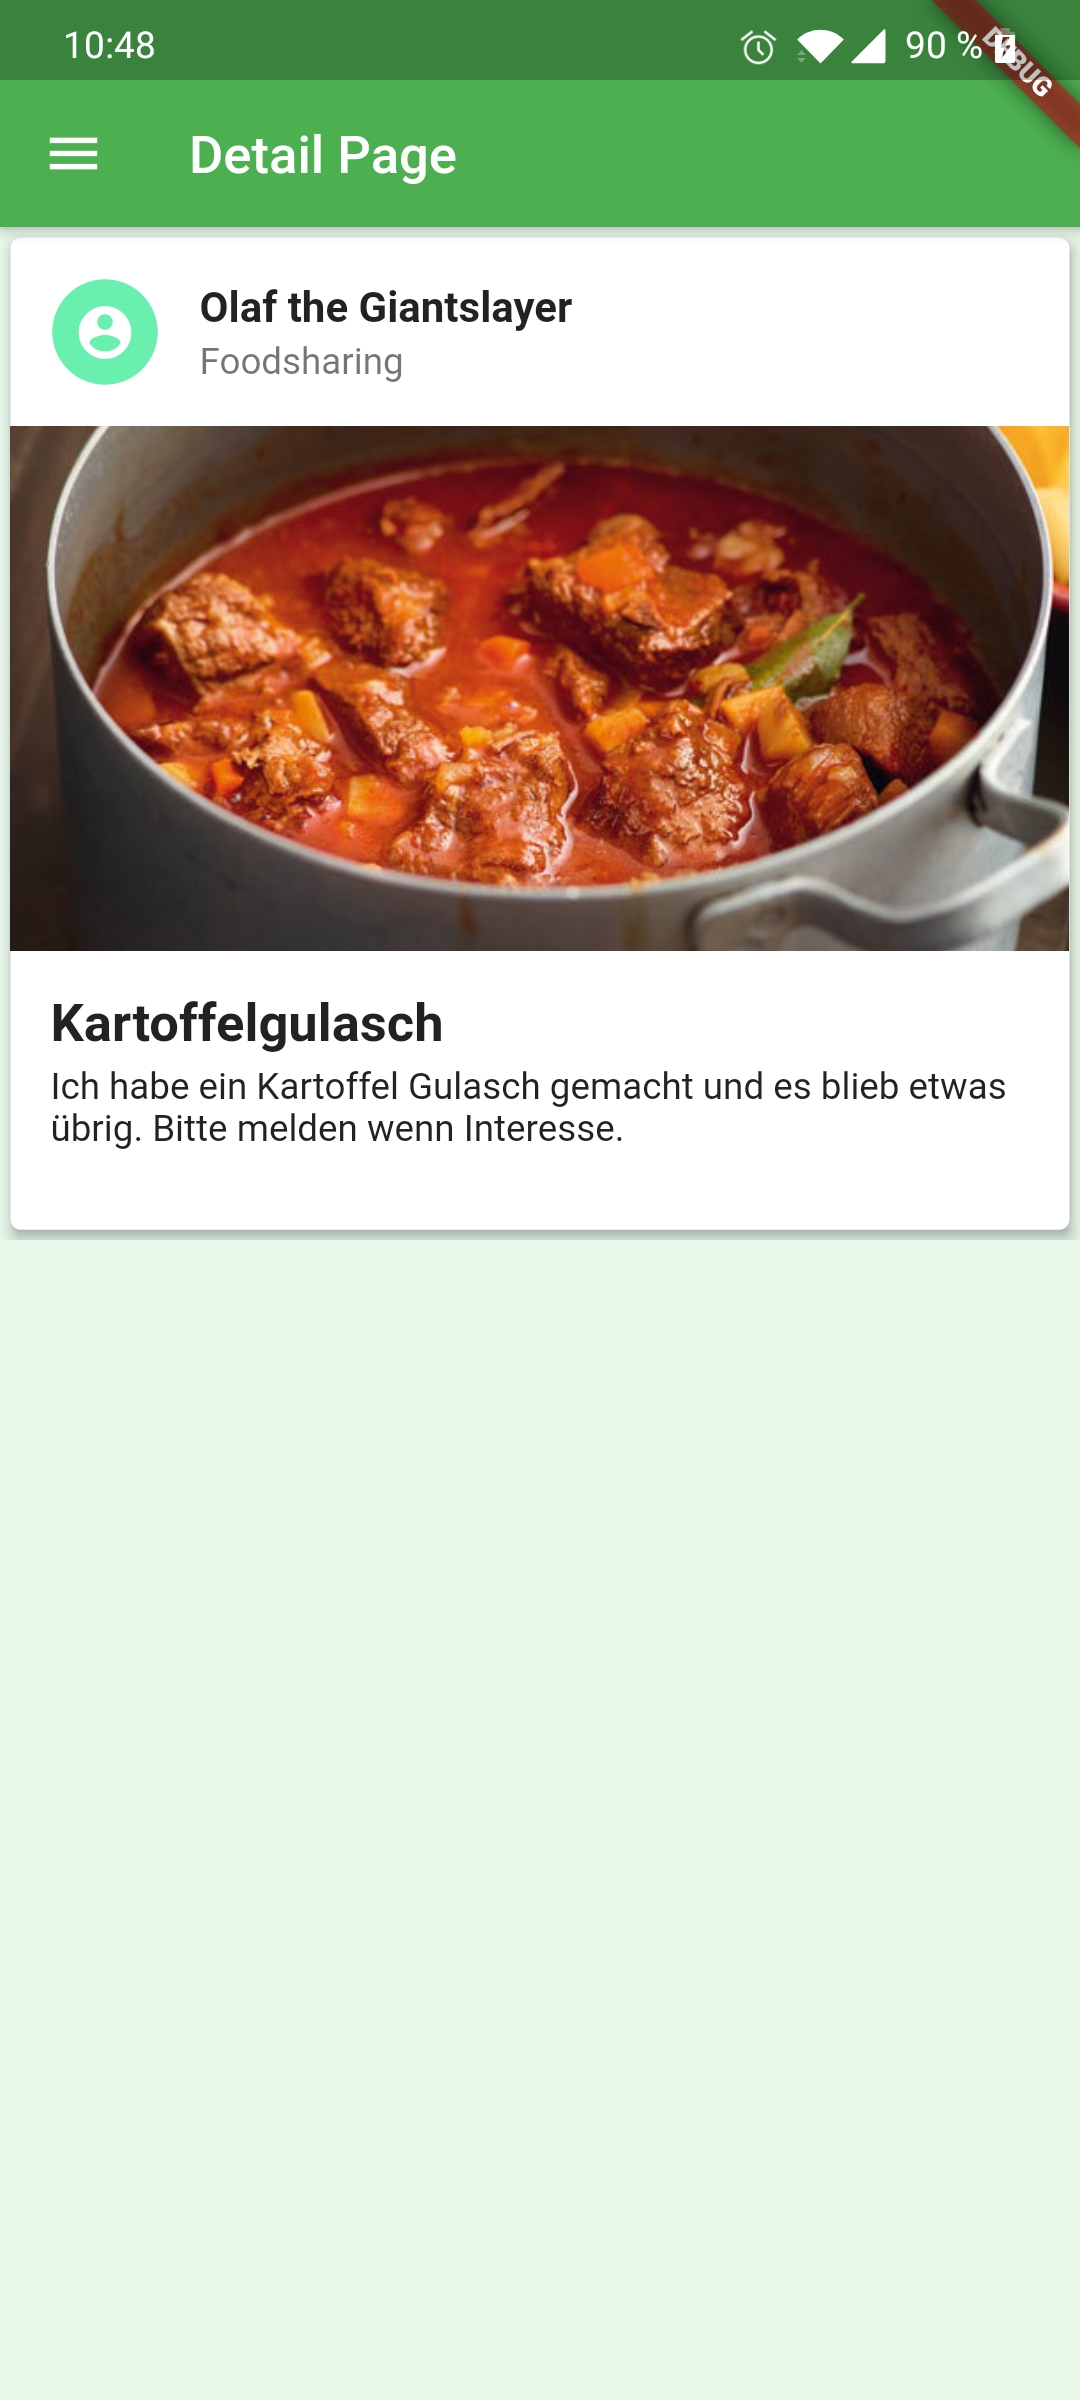 10:48
90 %
DEBUG
Detail Page
Olaf the Giantslayer
Foodsharing
Kartoffelgulasch
Ich habe ein Kartoffel Gulasch gemacht und es blieb etwas
übrig. Bitte melden wenn Interesse.